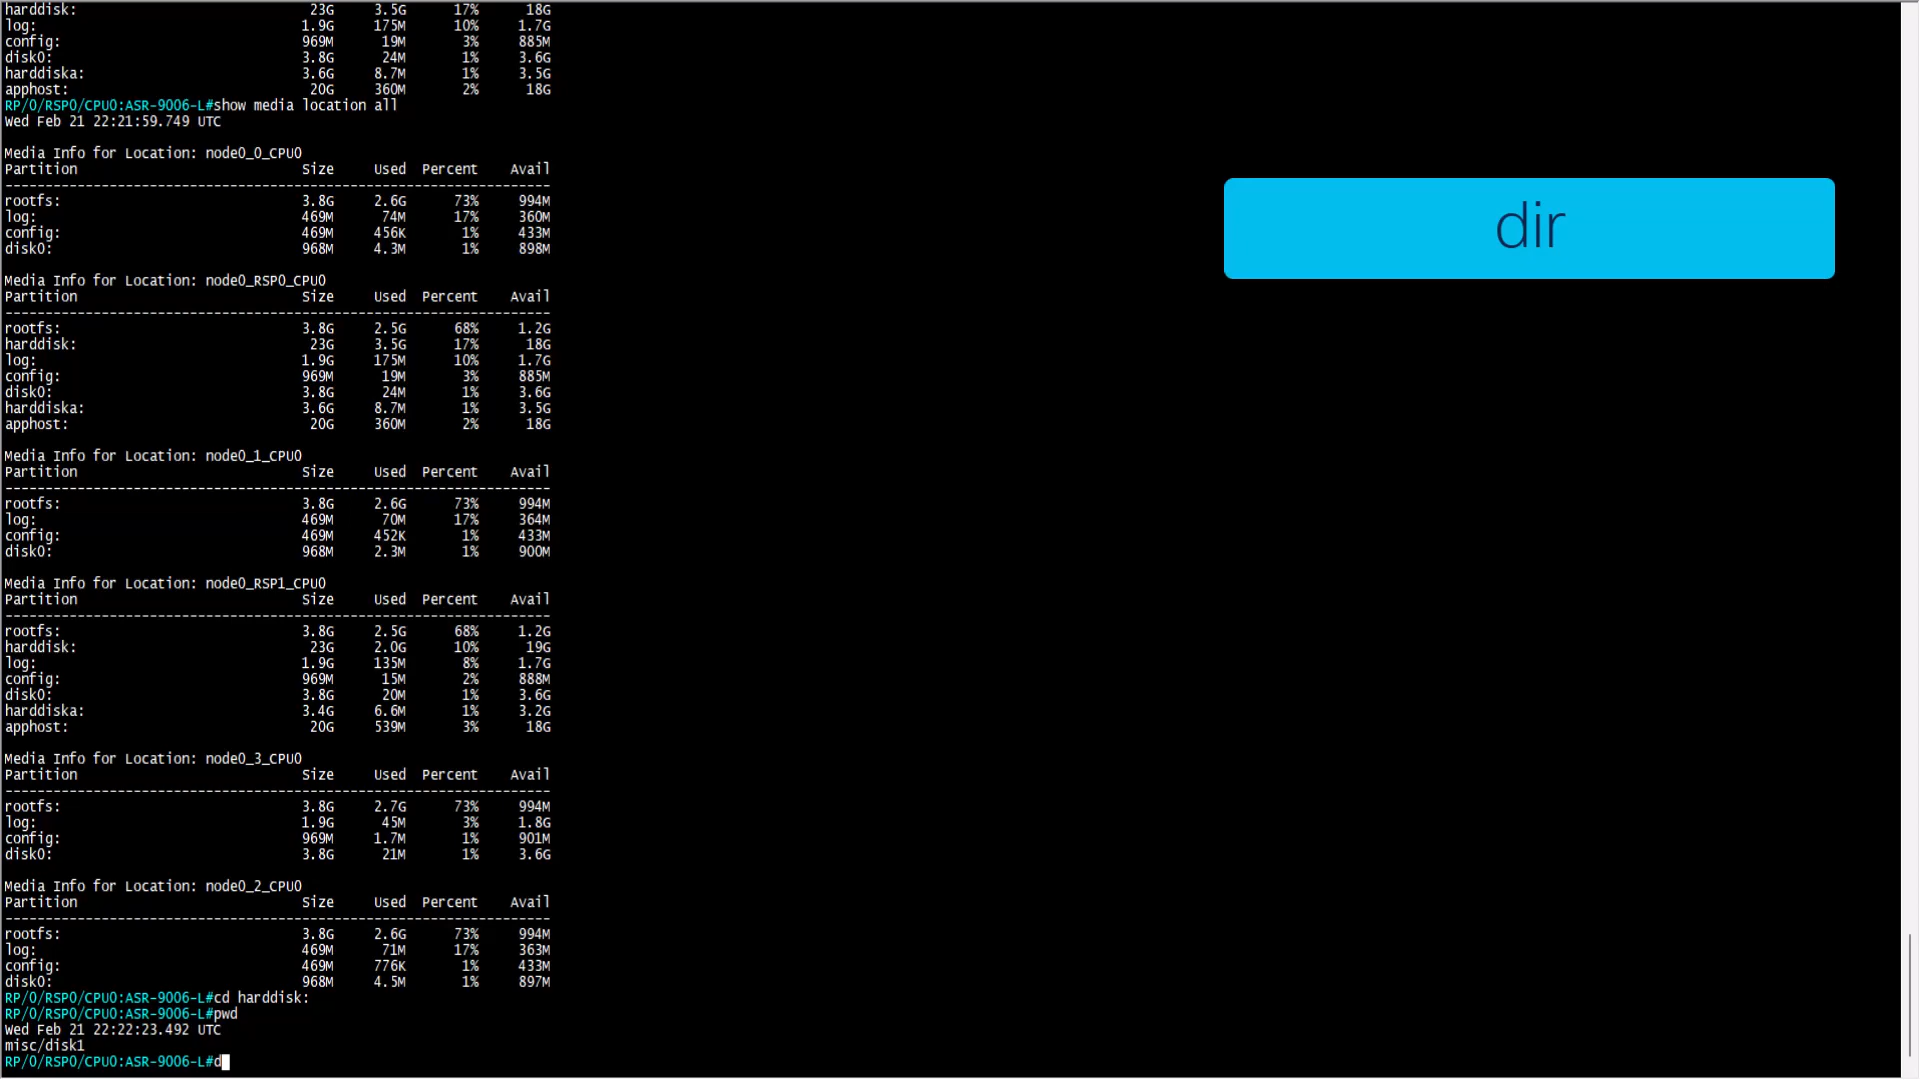 harddisk: 23G 3.5G 17% 18G
log: 1.9G 175M 10% 1.7G
config: 969M 19M 3% 885M
disk0: 3.8G 24M 1% 3.6G
harddiska: 3.6G 8.7M 1% 3.5G
apphost: 20G 360M 2% 18G
RP/0/RSP0/CPU0:ASR-9006-L#show media location all
Wed Feb 21 22:21:59.749 UTC
Media Info for Location: node0_0_CPU0
Partition Size Used Percent Avail
--------------------------------------------------------------------
rootfs: 3.8G 2.6G 73% 994M
log: 469M 74M 17% 360M
config: 469M 456K 1% 433M
disk0: 968M 4.3M 1% 898M
Media Info for Location: node0_RSP0_CPU0
Partition Size Used Percent Avail
--------------------------------------------------------------------
rootfs: 3.8G 2.5G 68% 1.2G
harddisk: 23G 3.5G 17% 18G
log: 1.9G 175M 10% 1.7G
config: 969M 19M 3% 885M
disk0: 3.8G 24M 1% 3.6G
harddiska: 3.6G 8.7M 1% 3.5G
apphost: 20G 360M 2% 18G
Media Info for Location: node0_1_CPU0
Partition Size Used Percent Avail
--------------------------------------------------------------------
rootfs: 3.8G 2.6G 73% 994M
log: 469M 70M 17% 364M
config: 469M 452K 1% 433M
disk0: 968M 2.3M 1% 900M
Media Info for Location: node0_RSP1_CPU0
Partition Size Used Percent Avail
--------------------------------------------------------------------
rootfs: 3.8G 2.5G 68% 1.2G
harddisk: 23G 2.0G 10% 19G
log: 1.9G 135M 8% 1.7G
config: 969M 15M 2% 888M
disk0: 3.8G 20M 1% 3.6G
harddiska: 3.4G 6.6M 1% 3.2G
apphost: 20G 539M 3% 18G
Media Info for Location: node0_3_CPU0
Partition Size Used Percent Avail
--------------------------------------------------------------------
rootfs: 3.8G 2.7G 73% 994M
log: 1.9G 45M 3% 1.8G
config: 969M 1.7M 1% 901M
disk0: 3.8G 21M 1% 3.6G
Media Info for Location: node0_2_CPU0
Partition Size Used Percent Avail
--------------------------------------------------------------------
rootfs: 3.8G 2.6G 73% 994M
log: 469M 71M 17% 363M
config: 469M 776K 1% 433M
disk0: 968M 4.5M 1% 897M
RP/0/RSP0/CPU0:ASR-9006-L#cd harddisk:
RP/0/RSP0/CPU0:ASR-9006-L#pwd
Wed Feb 21 22:22:23.492 UTC
misc/disk1
RP/0/RSP0/CPU0:ASR-9006-L#d
dir